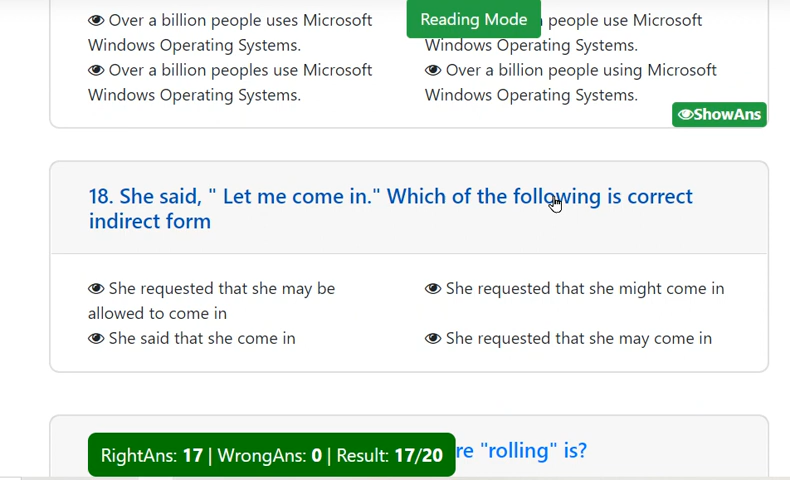 Over a billion people uses Microsoft
Windows Operating Systems.
people use Microsoft
Windows Operating Systems.
Over a billion peoples use Microsoft
Windows Operating Systems.
Over a billion people using Microsoft
Windows Operating Systems.
Reading Mode
ShowAns
18. She said, " Let me come in." Which of the following is correct
indirect form
She requested that she may be
allowed to come in
She requested that she might come in
She said that she come in
She requested that she may come in
re "rolling" is?
RightAns: 17 | WrongAns: 0 | Result: 17/20